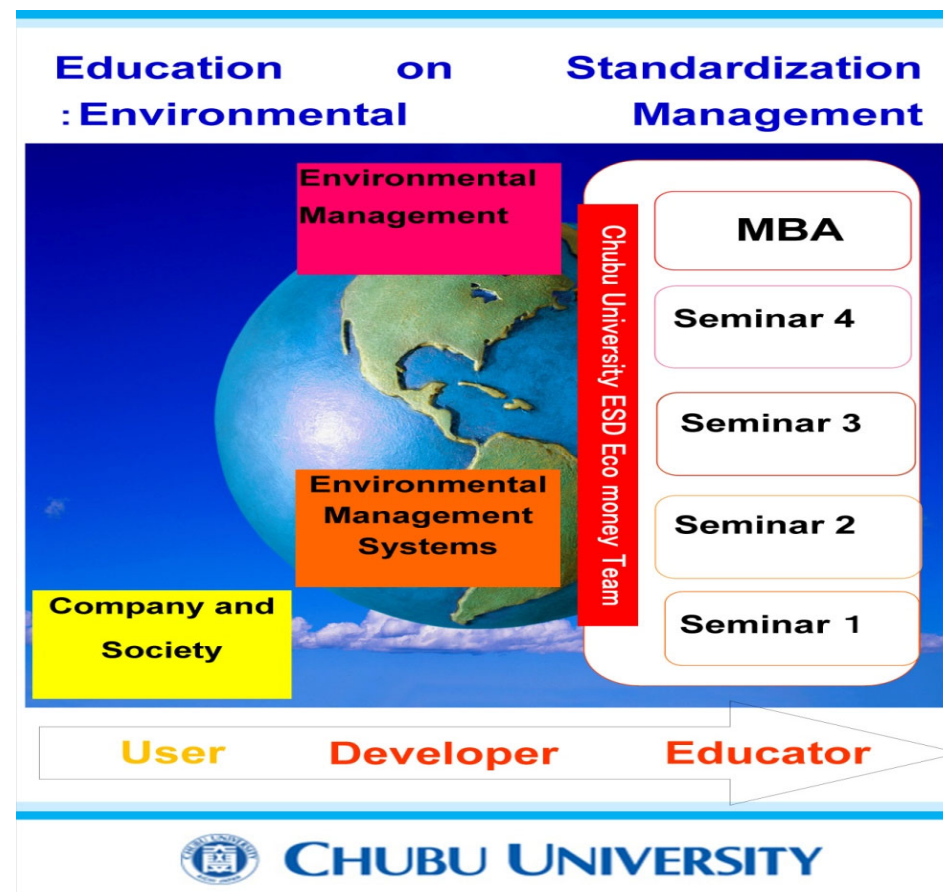 Education on Standardization
:Environmental Management
Environmental
Management
Chubu University ESD Eco money Team
MBA
Seminar 4
Seminar 3
Environmental
Management
Systems
Seminar 2
Company and
Society
Seminar 1
User Developer Educator
CHUBU UNIVERSITY